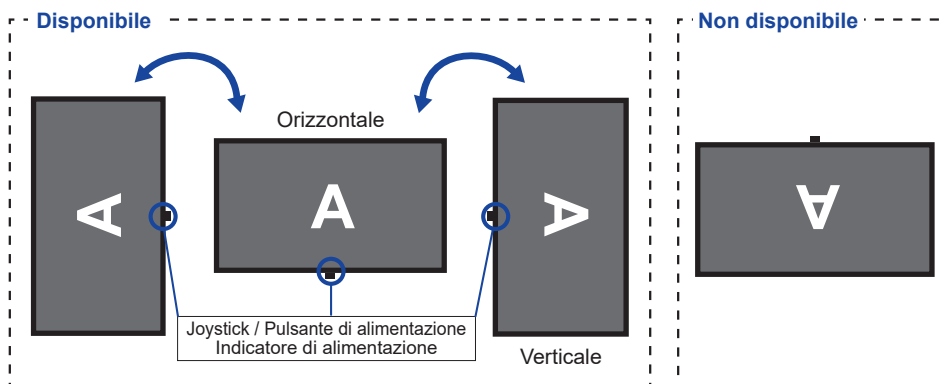 Disponibile
Non disponibile
Orizzontale
A
A
A
A
Joystick / Pulsante di alimentazione
Indicatore di alimentazione
Verticale